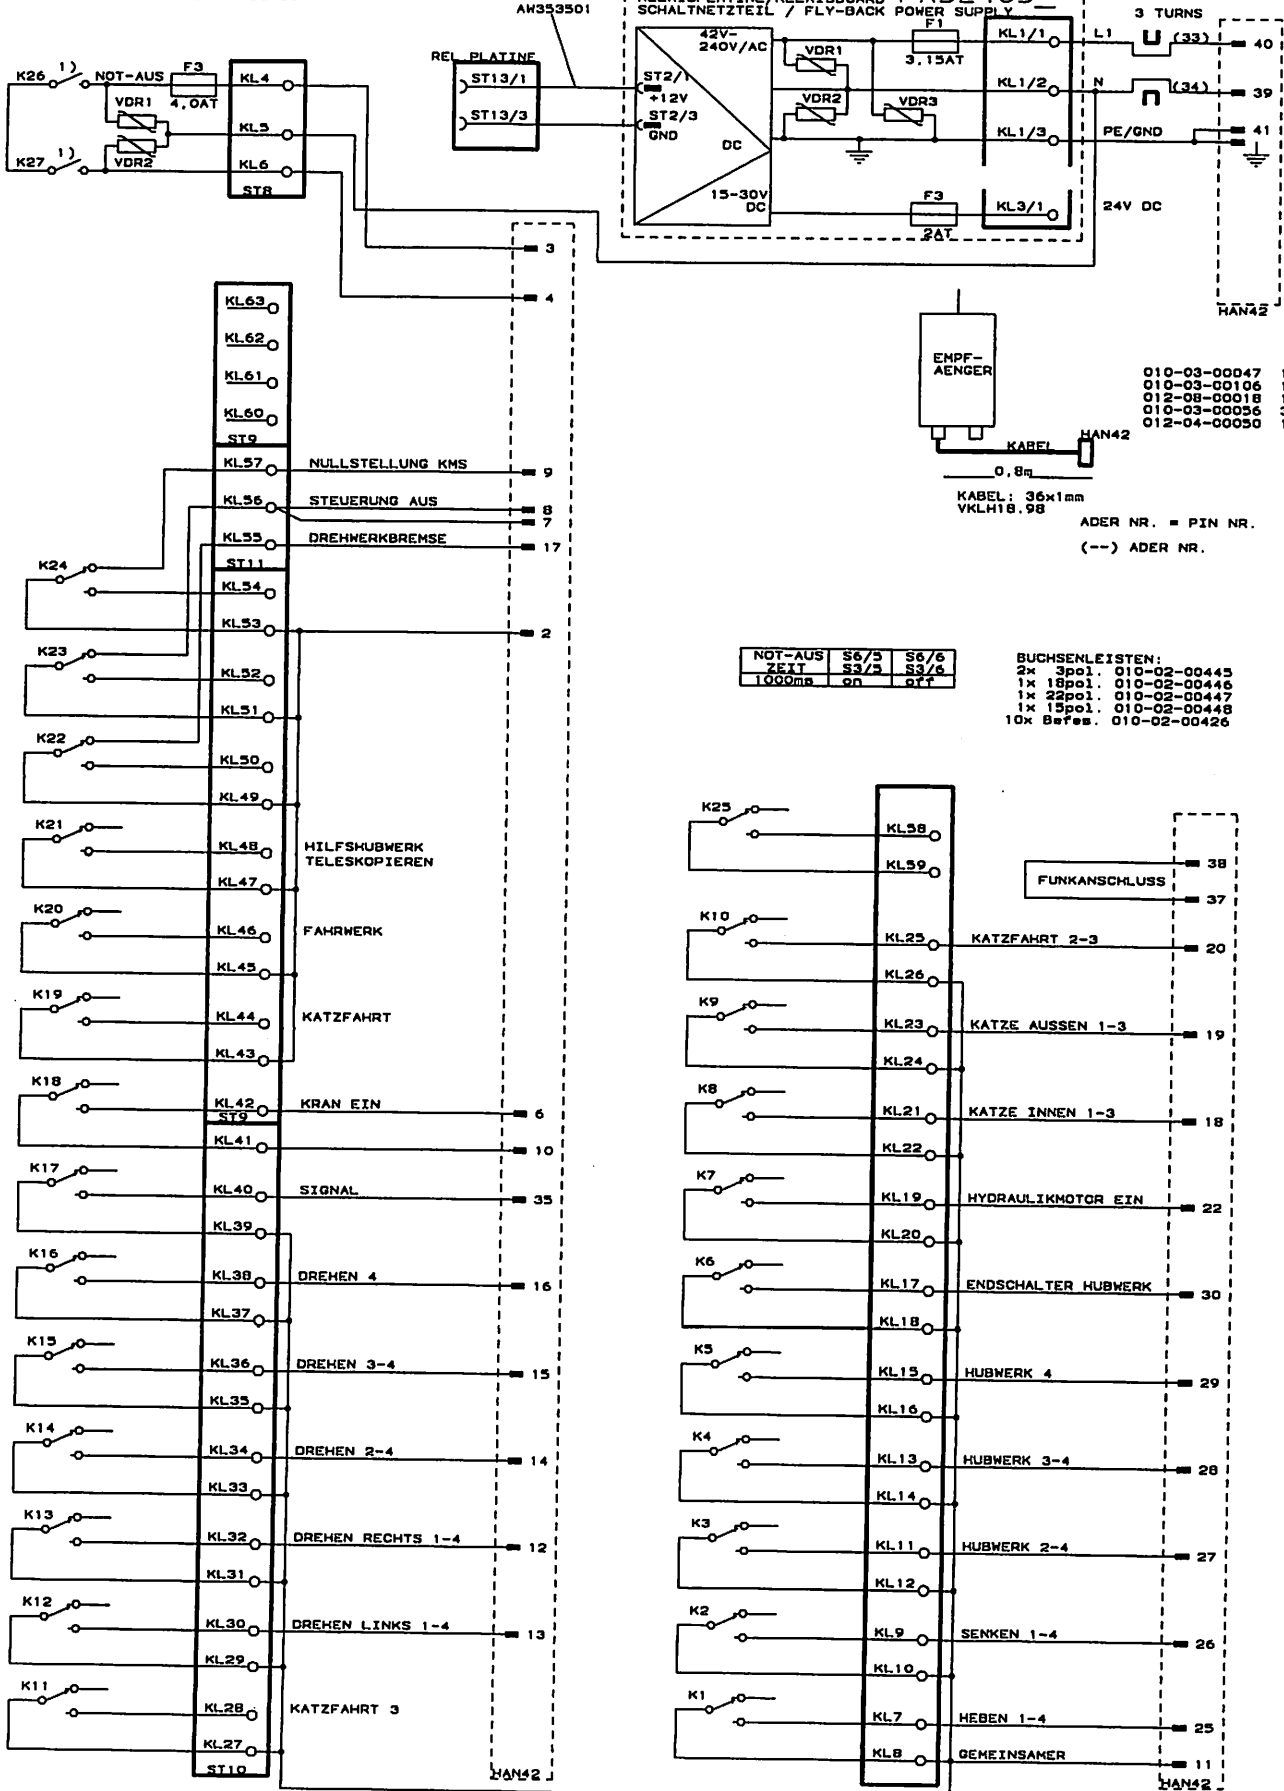 AW353501
SCHALTNETZTEIL / FLY-BACK POWER SUPPLY
3 TURNS
K26 1) NOT-AUS F3 4,0AT KL4
VDR1
KL5
VDR2
K27 1) KL6
ST8
REL.PLATINE
ST13/1
ST13/3
ST2/1
+12V
ST2/3
GND
42V-
240V/AC
DC
15-30V
DC
VDR1
VDR2
VDR3
F1
3.15AT
F3
2AT
KL1/1 L1 (33) 40
KL1/2 N (34) 39
KL1/3 PE/GND 41
KL3/1 24V DC
HAN42
3
4
KL63
KL62
KL61
KL60
ST9
KL57 NULLSTELLUNG KMS 9
KL56 STEUERUNG AUS 8
7
KL55 DREHWERKBREMSE 17
ST11
K24 KL54
KL53 2
K23 KL52
KL51
K22 KL50
KL49
K21 KL48 HILFSHUBWERK
TELESKOPIEREN
KL47
K20 KL46 FAHRWERK
KL45
K19 KL44 KATZFAHRT
KL43
K18 KL42 KRAN EIN 6
ST9
KL41 10
K17 KL40 SIGNAL 35
KL39
K16 KL38 DREHEN 4 16
KL37
K15 KL36 DREHEN 3-4 15
KL35
K14 KL34 DREHEN 2-4 14
KL33
K13 KL32 DREHEN RECHTS 1-4 12
KL31
K12 KL30 DREHEN LINKS 1-4 13
KL29
K11 KL28 KATZFAHRT 3
KL27
ST10
HAN42
EMPF-
AENGER
KABEL
HAN42
0,8m
KABEL: 36x1mm
VKLH18.98
ADER NR. = PIN NR.
(--) ADER NR.
010-03-00047
010-03-00106
012-08-00018
010-03-00056
012-04-00050
NOT-AUS S6/5 S6/6
ZEIT S3/5 S3/6
1000ms on off
BUCHSENLEISTEN:
2x 3pol. 010-02-00445
1x 18pol. 010-02-00446
1x 22pol. 010-02-00447
1x 15pol. 010-02-00448
10x Befes. 010-02-00426
K25 KL58
KL59
38
FUNKANSCHLUSS
37
K10 KL25 KATZFAHRT 2-3 20
KL26
K9 KL23 KATZE AUSSEN 1-3 19
KL24
K8 KL21 KATZE INNEN 1-3 18
KL22
K7 KL19 HYDRAULIKMOTOR EIN 22
KL20
K6 KL17 ENDSCHALTER HUBWERK 30
KL18
K5 KL15 HUBWERK 4 29
KL16
K4 KL13 HUBWERK 3-4 28
KL14
K3 KL11 HUBWERK 2-4 27
KL12
K2 KL9 SENKEN 1-4 26
KL10
K1 KL7 HEBEN 1-4 25
KL8 GEMEINSAMER 11
HAN42